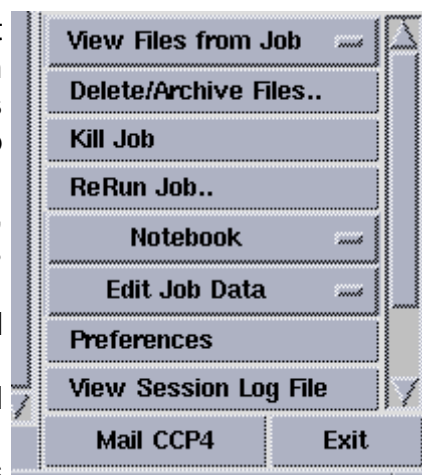 View Files from Job
Delete/Archive Files..
Kill Job
ReRun Job..
Notebook
Edit Job Data
Preferences
View Session Log File
Mail CCP4 Exit